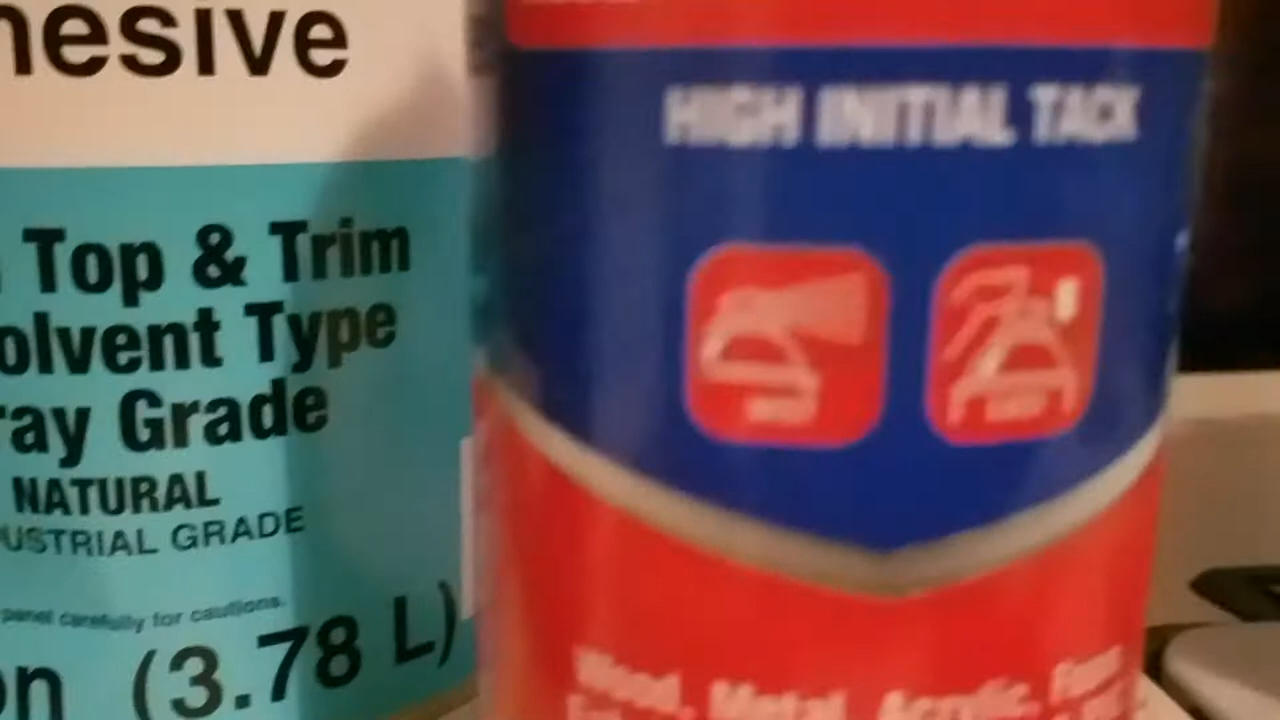 hesive
Top & Trim
olvent Type
ray Grade
NATURAL
USTRIAL GRADE
panel carefully for cautions.
on (3.78 L)
HIGH INITIAL TACK
Wood, Metal, Acrylic, Foam